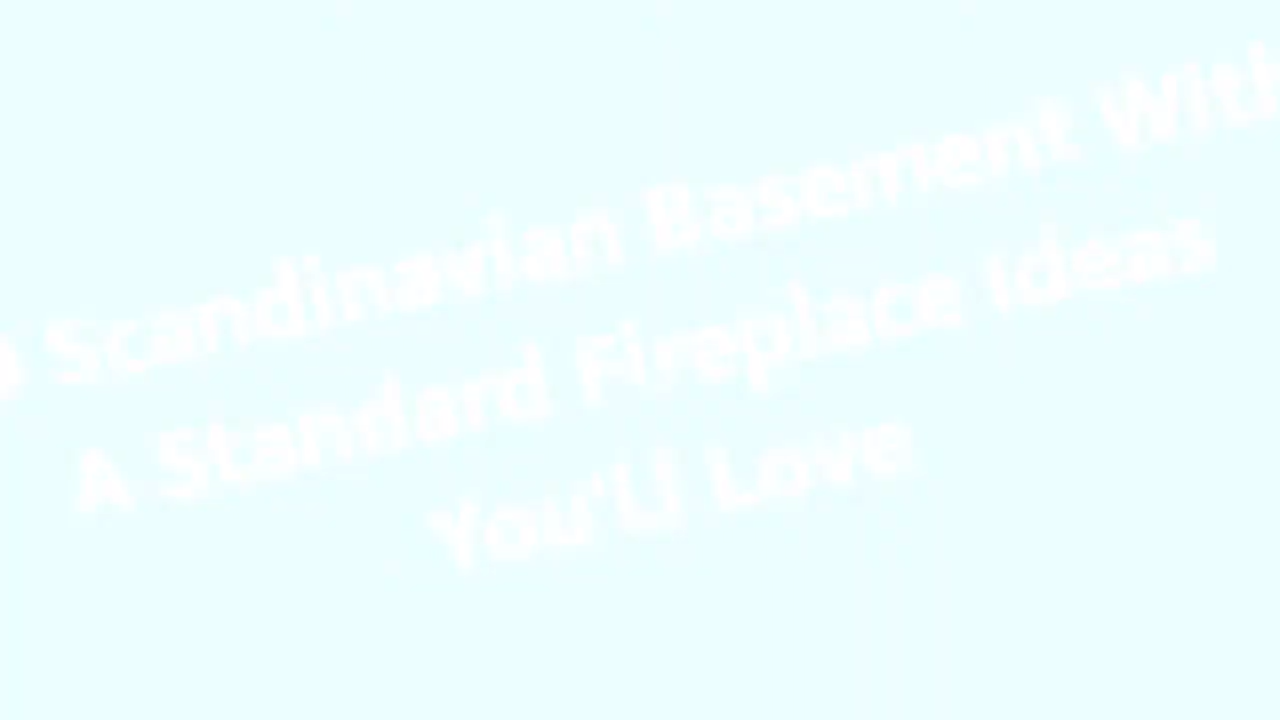 Scandinavian Basement With
A Standard Fireplace Ideas
You'Ll Love